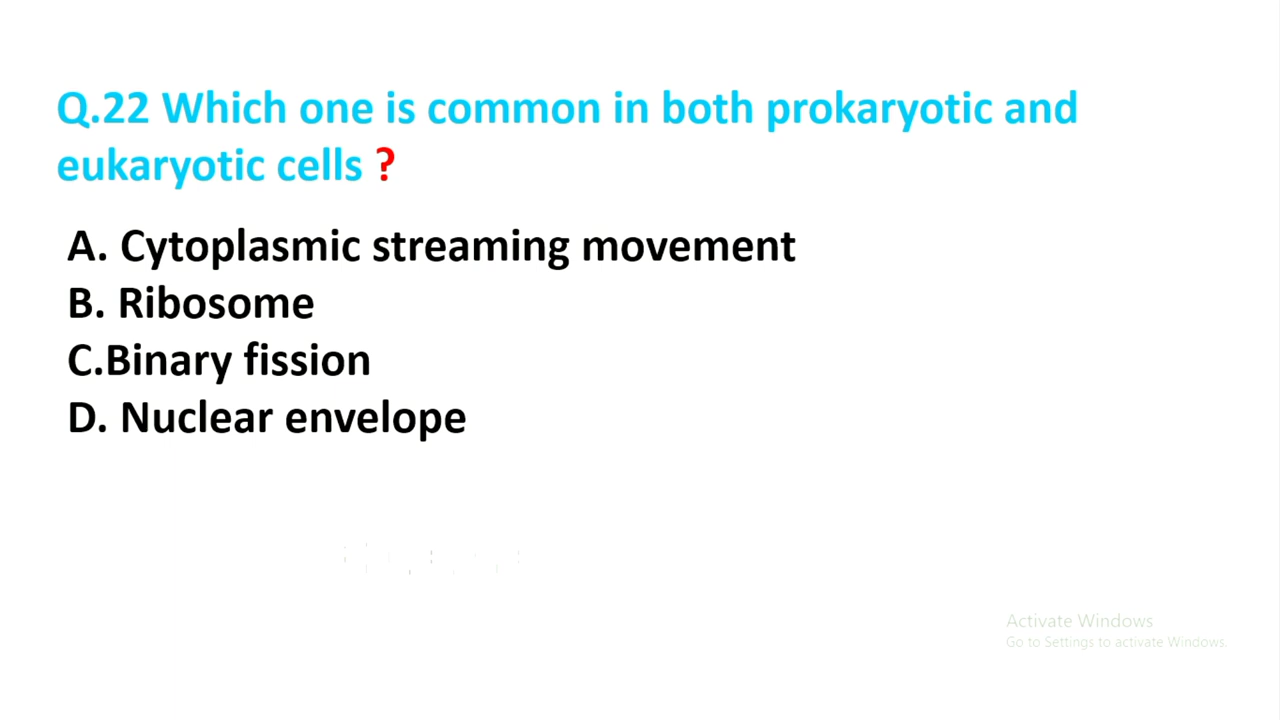 Q.22 Which one is common in both prokaryotic and
eukaryotic cells ?
A. Cytoplasmic streaming movement
B. Ribosome
C.Binary fission
D. Nuclear envelope
Activate Windows
Go to Settings to activate Windows.